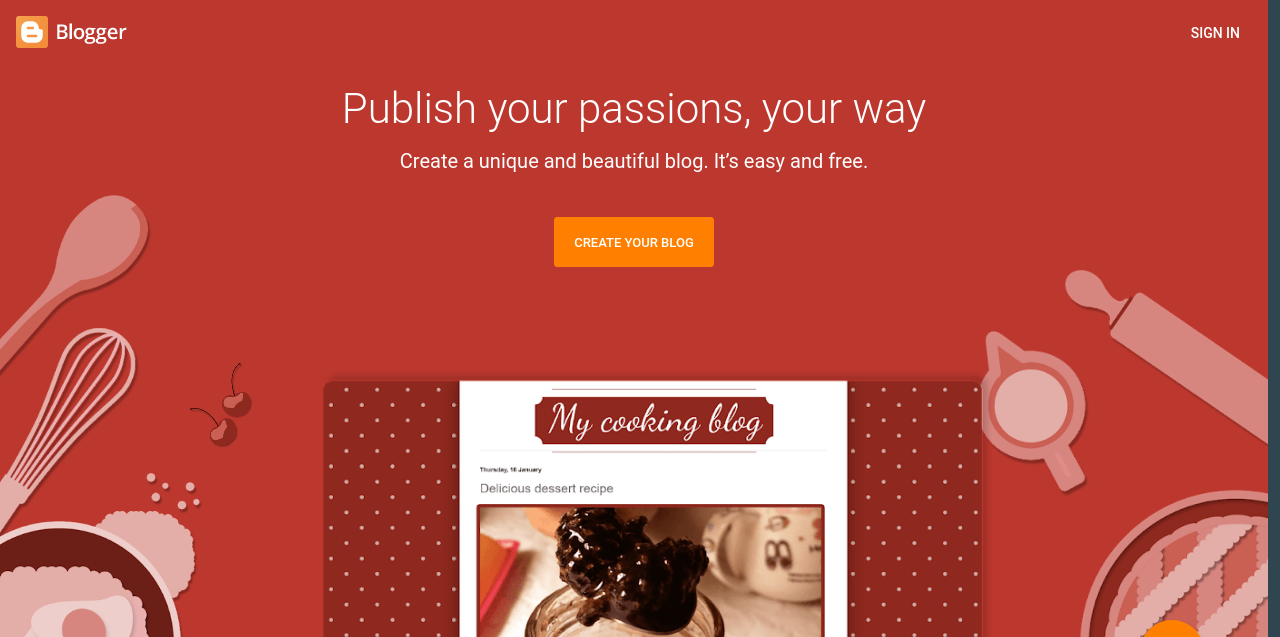 Blogger
SIGN IN
Publish your passions, your way
Create a unique and beautiful blog. It’s easy and free.
CREATE YOUR BLOG
My cooking blog
Thursday, 16 January
Delicious dessert recipe